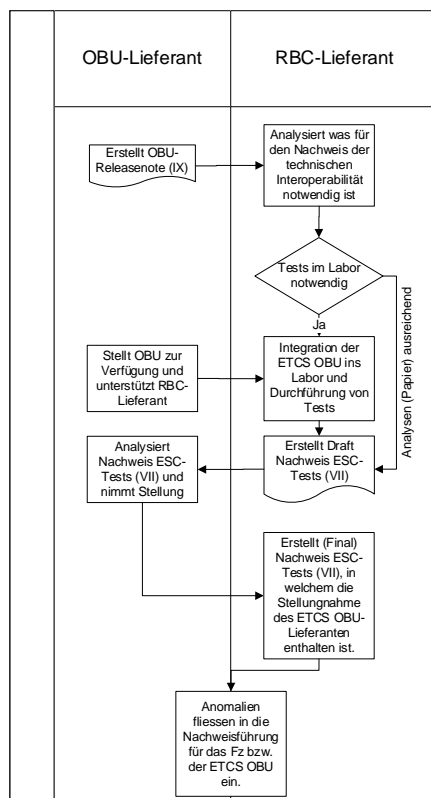 OBU-Lieferant
RBC-Lieferant
Erstellt OBU-
Releasenote (IX)
Analysiert was für
den Nachweis der
technischen
Interoperabilität
notwendig ist
Tests im Labor
notwendig
Ja
Analysen (Papier) ausreichend
Stellt OBU zur
Verfügung und
unterstützt RBC-
Lieferant
Integration der
ETCS OBU ins
Labor und
Durchführung von
Tests
Analysiert
Nachweis ESC-
Tests (VII) und
nimmt Stellung
Erstellt Draft
Nachweis ESC-
Tests (VII)
Erstellt (Final)
Nachweis ESC-
Tests (VII), in
welchem die
Stellungnahme
des ETCS OBU-
Lieferanten
enthalten ist.
Anomalien
fliessen in die
Nachweisführung
für das Fz bzw.
der ETCS OBU
ein.